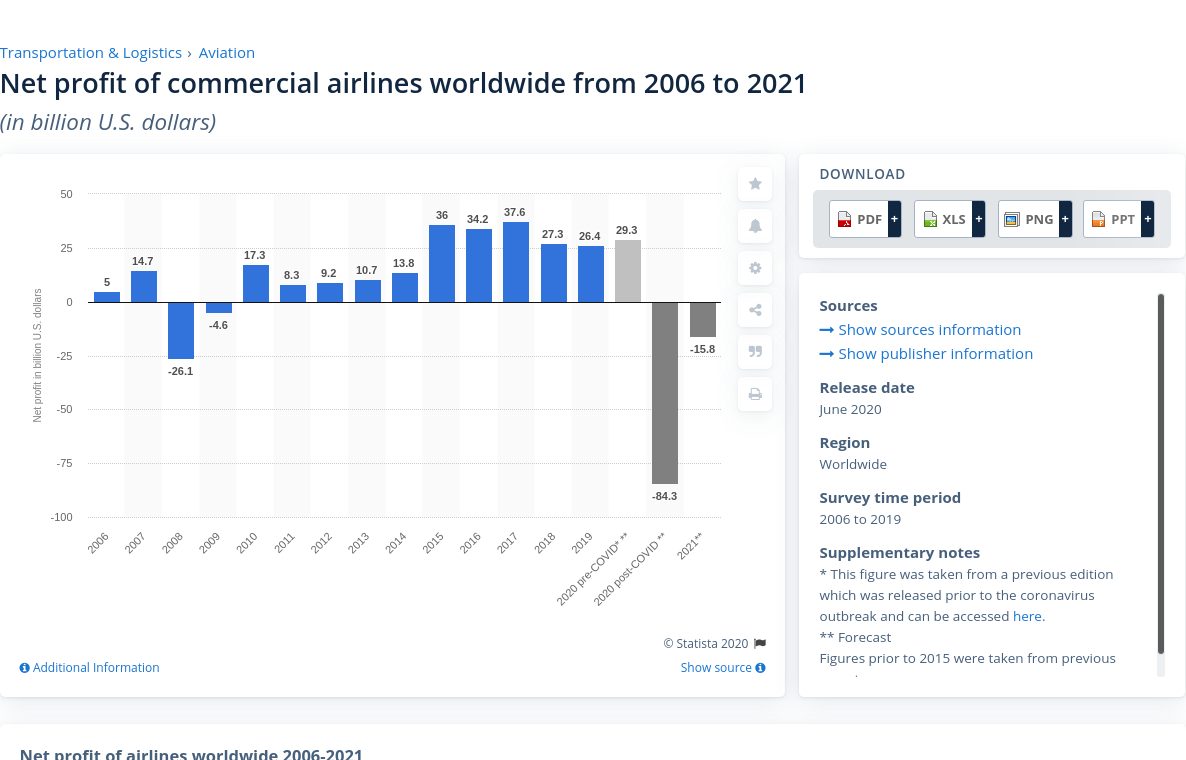 Transportation & Logistics › Aviation
Net profit of commercial airlines worldwide from 2006 to 2021
(in billion U.S. dollars)
50
25
0
-25
-50
-75
-100
Net profit in billion U.S. dollars
5
14.7
-26.1
-4.6
17.3
8.3
9.2
10.7
13.8
36
34.2
37.6
27.3
26.4
29.3
-84.3
-15.8
2006
2007
2008
2009
2010
2011
2012
2013
2014
2015
2016
2017
2018
2019
2020 pre-COVID* **
2020 post-COVID **
2021**
© Statista 2020
Additional Information
Show source
DOWNLOAD
PDF +
XLS +
PNG +
PPT +
Sources
Show sources information
Show publisher information
Release date
June 2020
Region
Worldwide
Survey time period
2006 to 2019
Supplementary notes
* This figure was taken from a previous edition
which was released prior to the coronavirus
outbreak and can be accessed here.
** Forecast
Figures prior to 2015 were taken from previous
Net profit of airlines worldwide 2006-2021